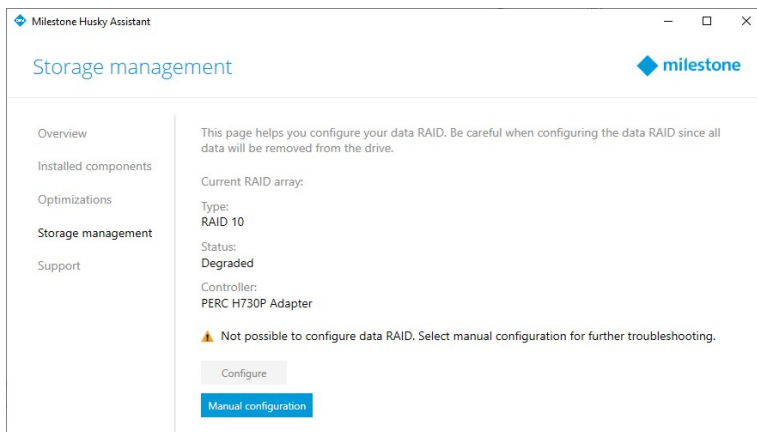 Milestone Husky Assistant
Storage management
milestone
Overview
Installed components
Optimizations
Storage management
Support
This page helps you configure your data RAID. Be careful when configuring the data RAID since all
data will be removed from the drive.
Current RAID array:
Type:
RAID 10
Status:
Degraded
Controller:
PERC H730P Adapter
Not possible to configure data RAID. Select manual configuration for further troubleshooting.
Configure
Manual configuration